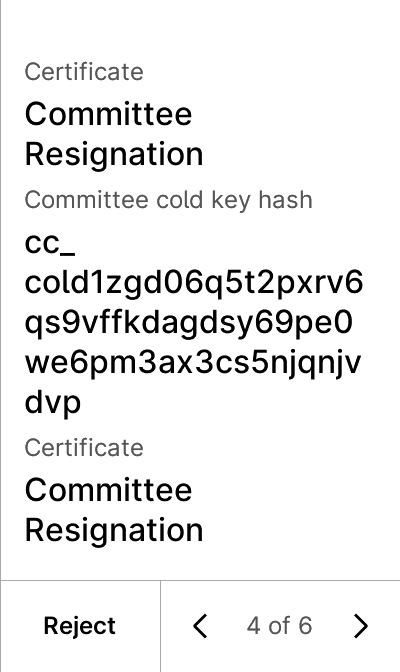 Certificate
Committee
Resignation
Committee cold key hash
cc_
cold1zgd06q5t2pxrv6
qs9vffkdagdsy69pe0
we6pm3ax3cs5njqnjv
dvp
Certificate
Committee
Resignation
Reject
4 of 6